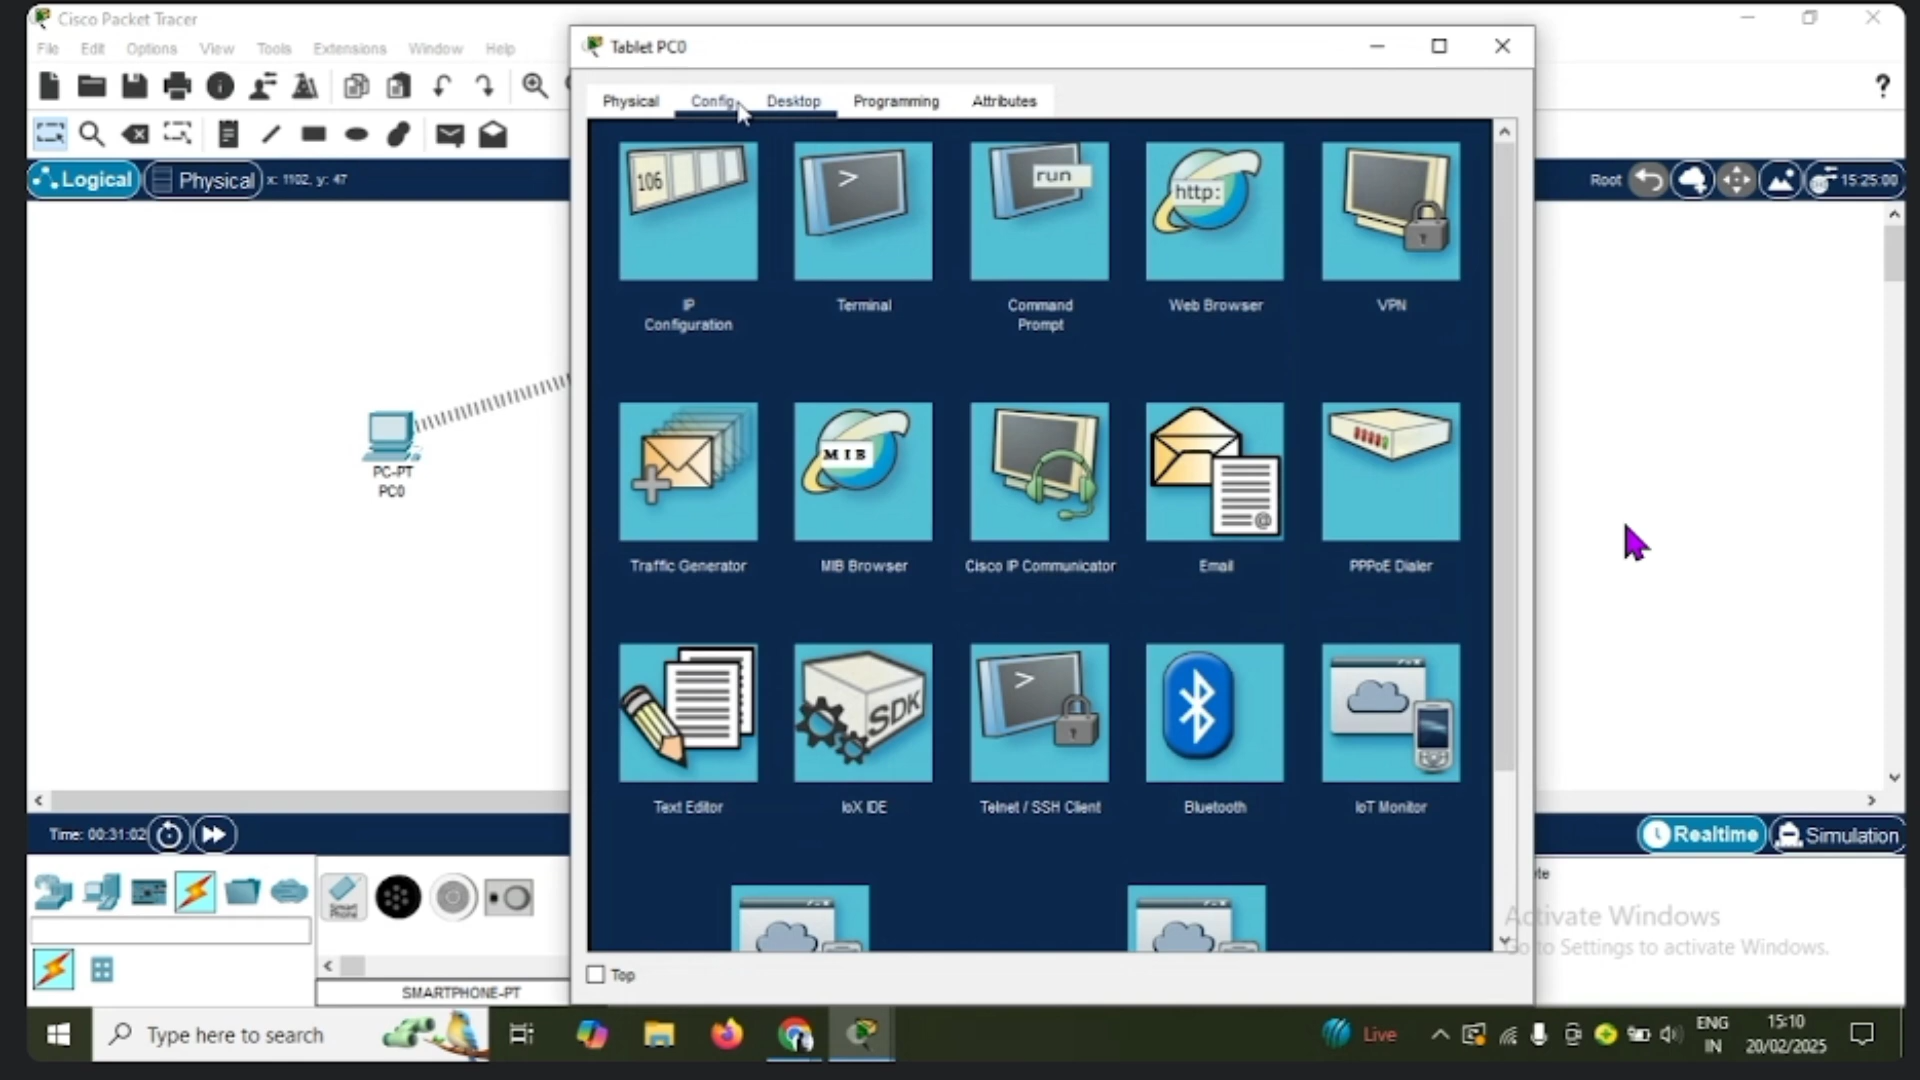 Cisco Packet Tracer
File Edit Options View Tools Extensions Window Help
Tablet PC0
Physical Config Desktop Programming Attributes
?
Logical Physical x: 1102, y: 47
Root 15:25:00
106
>
run
http:
IP
Configuration
Terminal
Command
Prompt
Web Browser
VPN
PC-PT
PC0
MIB
@
Traffic Generator
MIB Browser
Cisco IP Communicator
Email
PPPoE Dialer
SDK
>
Text Editor
IoX IDE
Telnet / SSH Client
Bluetooth
IoT Monitor
Time: 00:31:02
Realtime Simulation
Smart
Phone
Activate Windows
Go to Settings to activate Windows.
Top
SMARTPHONE-PT
Type here to search
Live
ENG
IN
15:10
20/02/2025